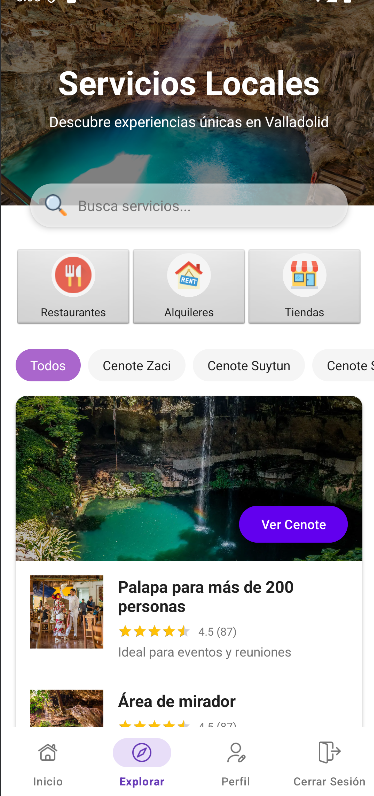 Servicios Locales
Descubre experiencias únicas en Valladolid
Busca servicios...
RENT
Restaurantes
Alquileres
Tiendas
Todos
Cenote Zaci
Cenote Suytun
Cenote
Ver Cenote
Palapa para más de 200
personas
4.5 (87)
Ideal para eventos y reuniones
Área de mirador
4.5 (87)
Inicio
Explorar
Perfil
Cerrar Sesión